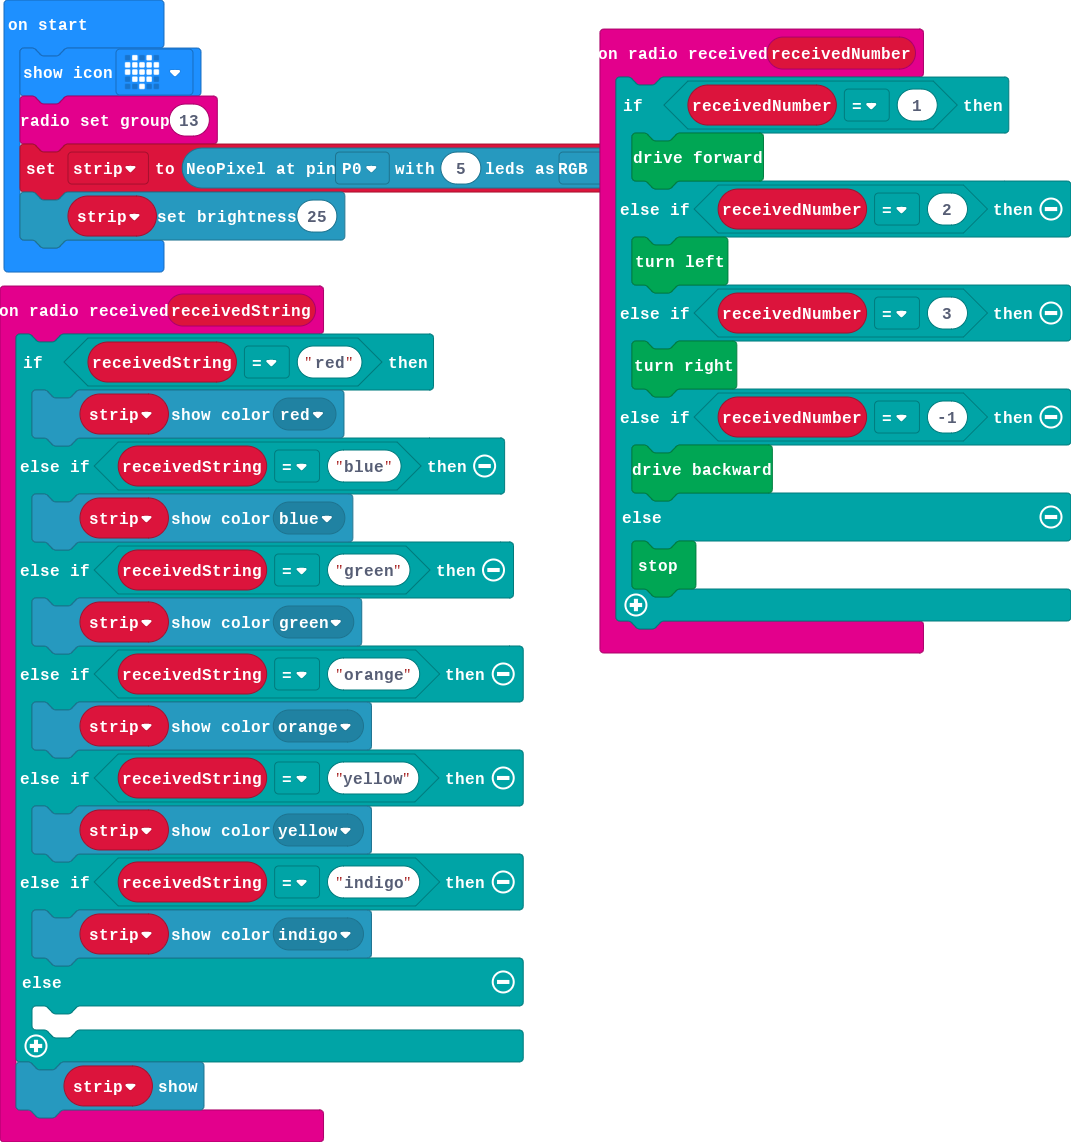 on start
show icon
radio set group 13
set strip to NeoPixel at pin P0 with 5 leds as RGB
strip set brightness 25
on radio received receivedString
if receivedString = "red" then
strip show color red
else if receivedString = "blue" then
strip show color blue
else if receivedString = "green" then
strip show color green
else if receivedString = "orange" then
strip show color orange
else if receivedString = "yellow" then
strip show color yellow
else if receivedString = "indigo" then
strip show color indigo
else
strip show
on radio received receivedNumber
if receivedNumber = 1 then
drive forward
else if receivedNumber = 2 then
turn left
else if receivedNumber = 3 then
turn right
else if receivedNumber = -1 then
drive backward
else
stop